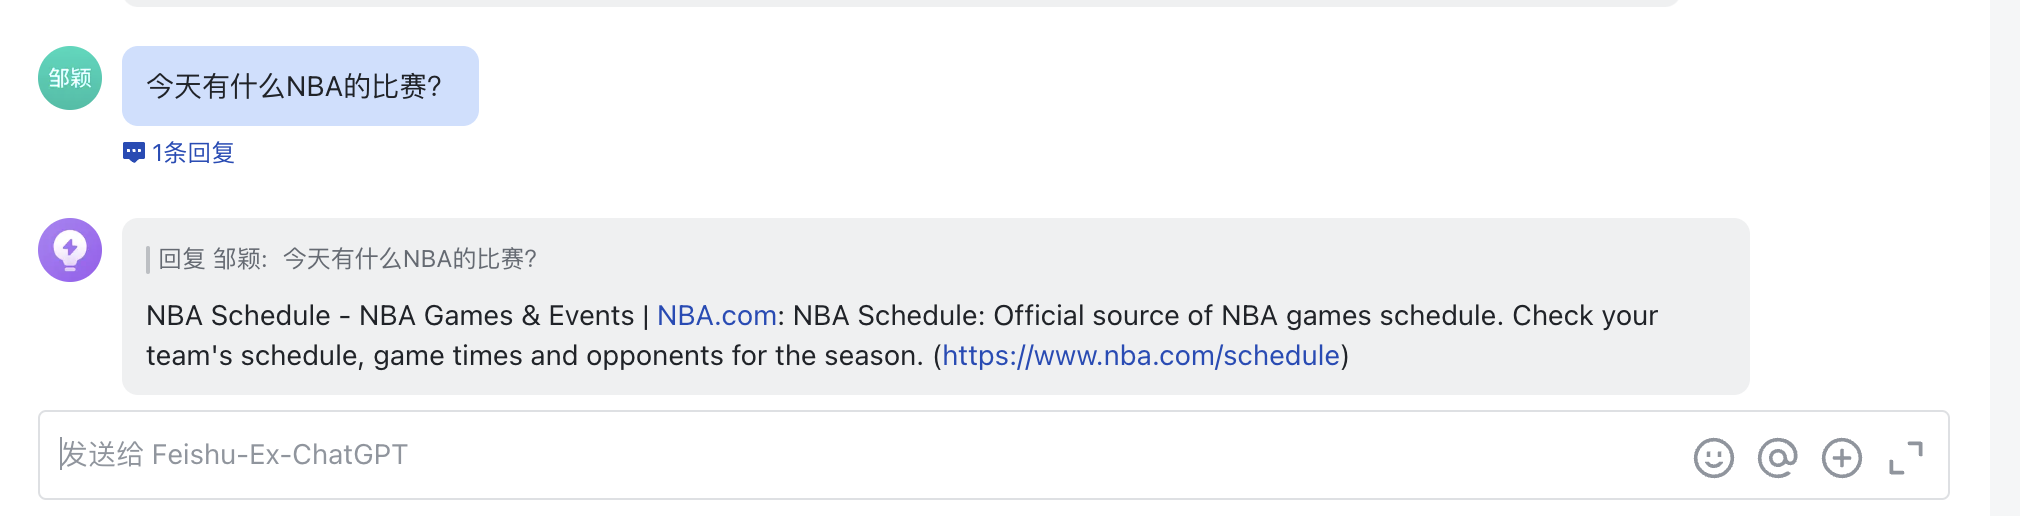 邹颖
今天有什么NBA的比赛?
1条回复
回复 邹颖: 今天有什么NBA的比赛?
NBA Schedule - NBA Games & Events | NBA.com: NBA Schedule: Official source of NBA games schedule. Check your
team's schedule, game times and opponents for the season. (https://www.nba.com/schedule)
发送给 Feishu-Ex-ChatGPT